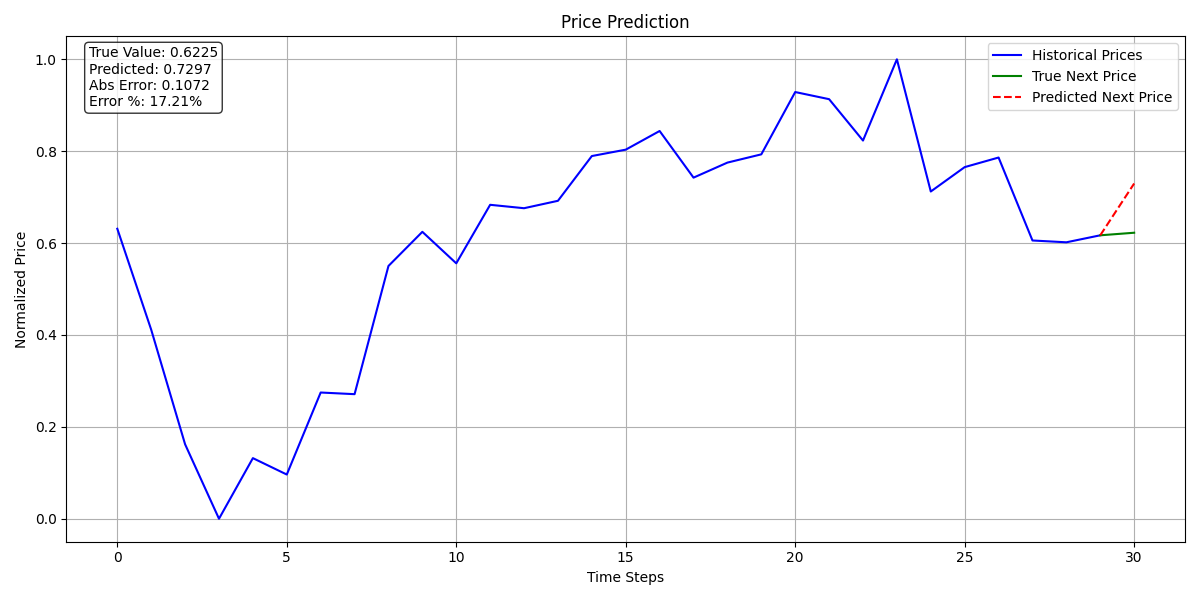 Price Prediction
True Value: 0.6225
Predicted: 0.7297
Abs Error: 0.1072
Error %: 17.21%
Historical Prices
True Next Price
Predicted Next Price
Normalized Price
1.0
0.8
0.6
0.4
0.2
0.0
0 5 10 15 20 25 30
Time Steps